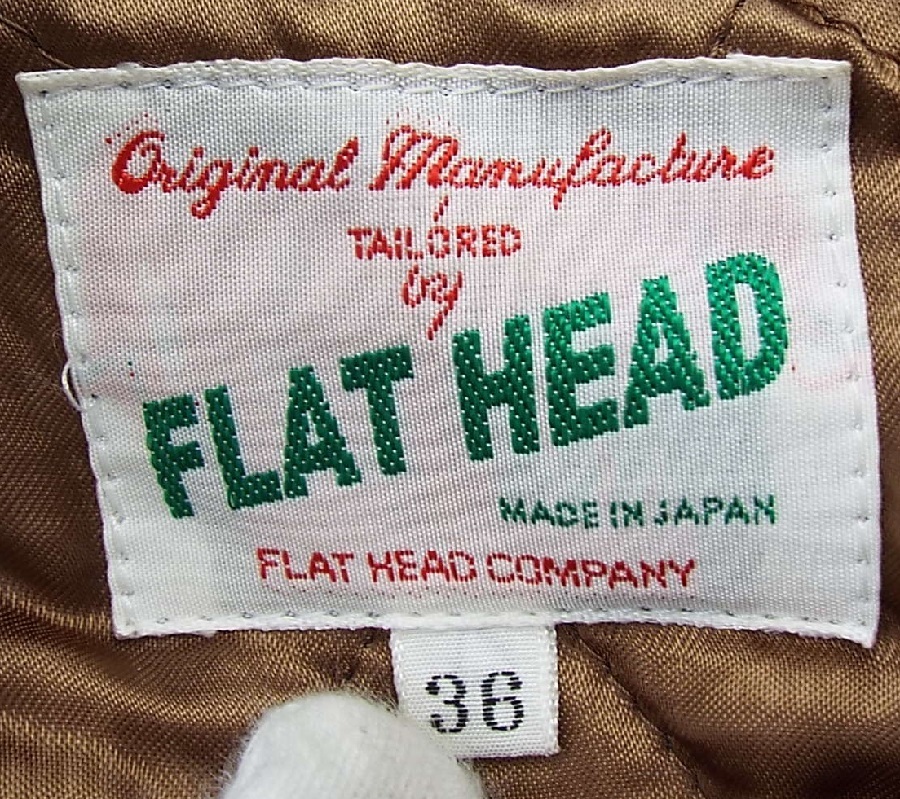 Original Manufacture
TAILORED
by
FLAT HEAD
MADE IN JAPAN
FLAT HEAD COMPANY
36